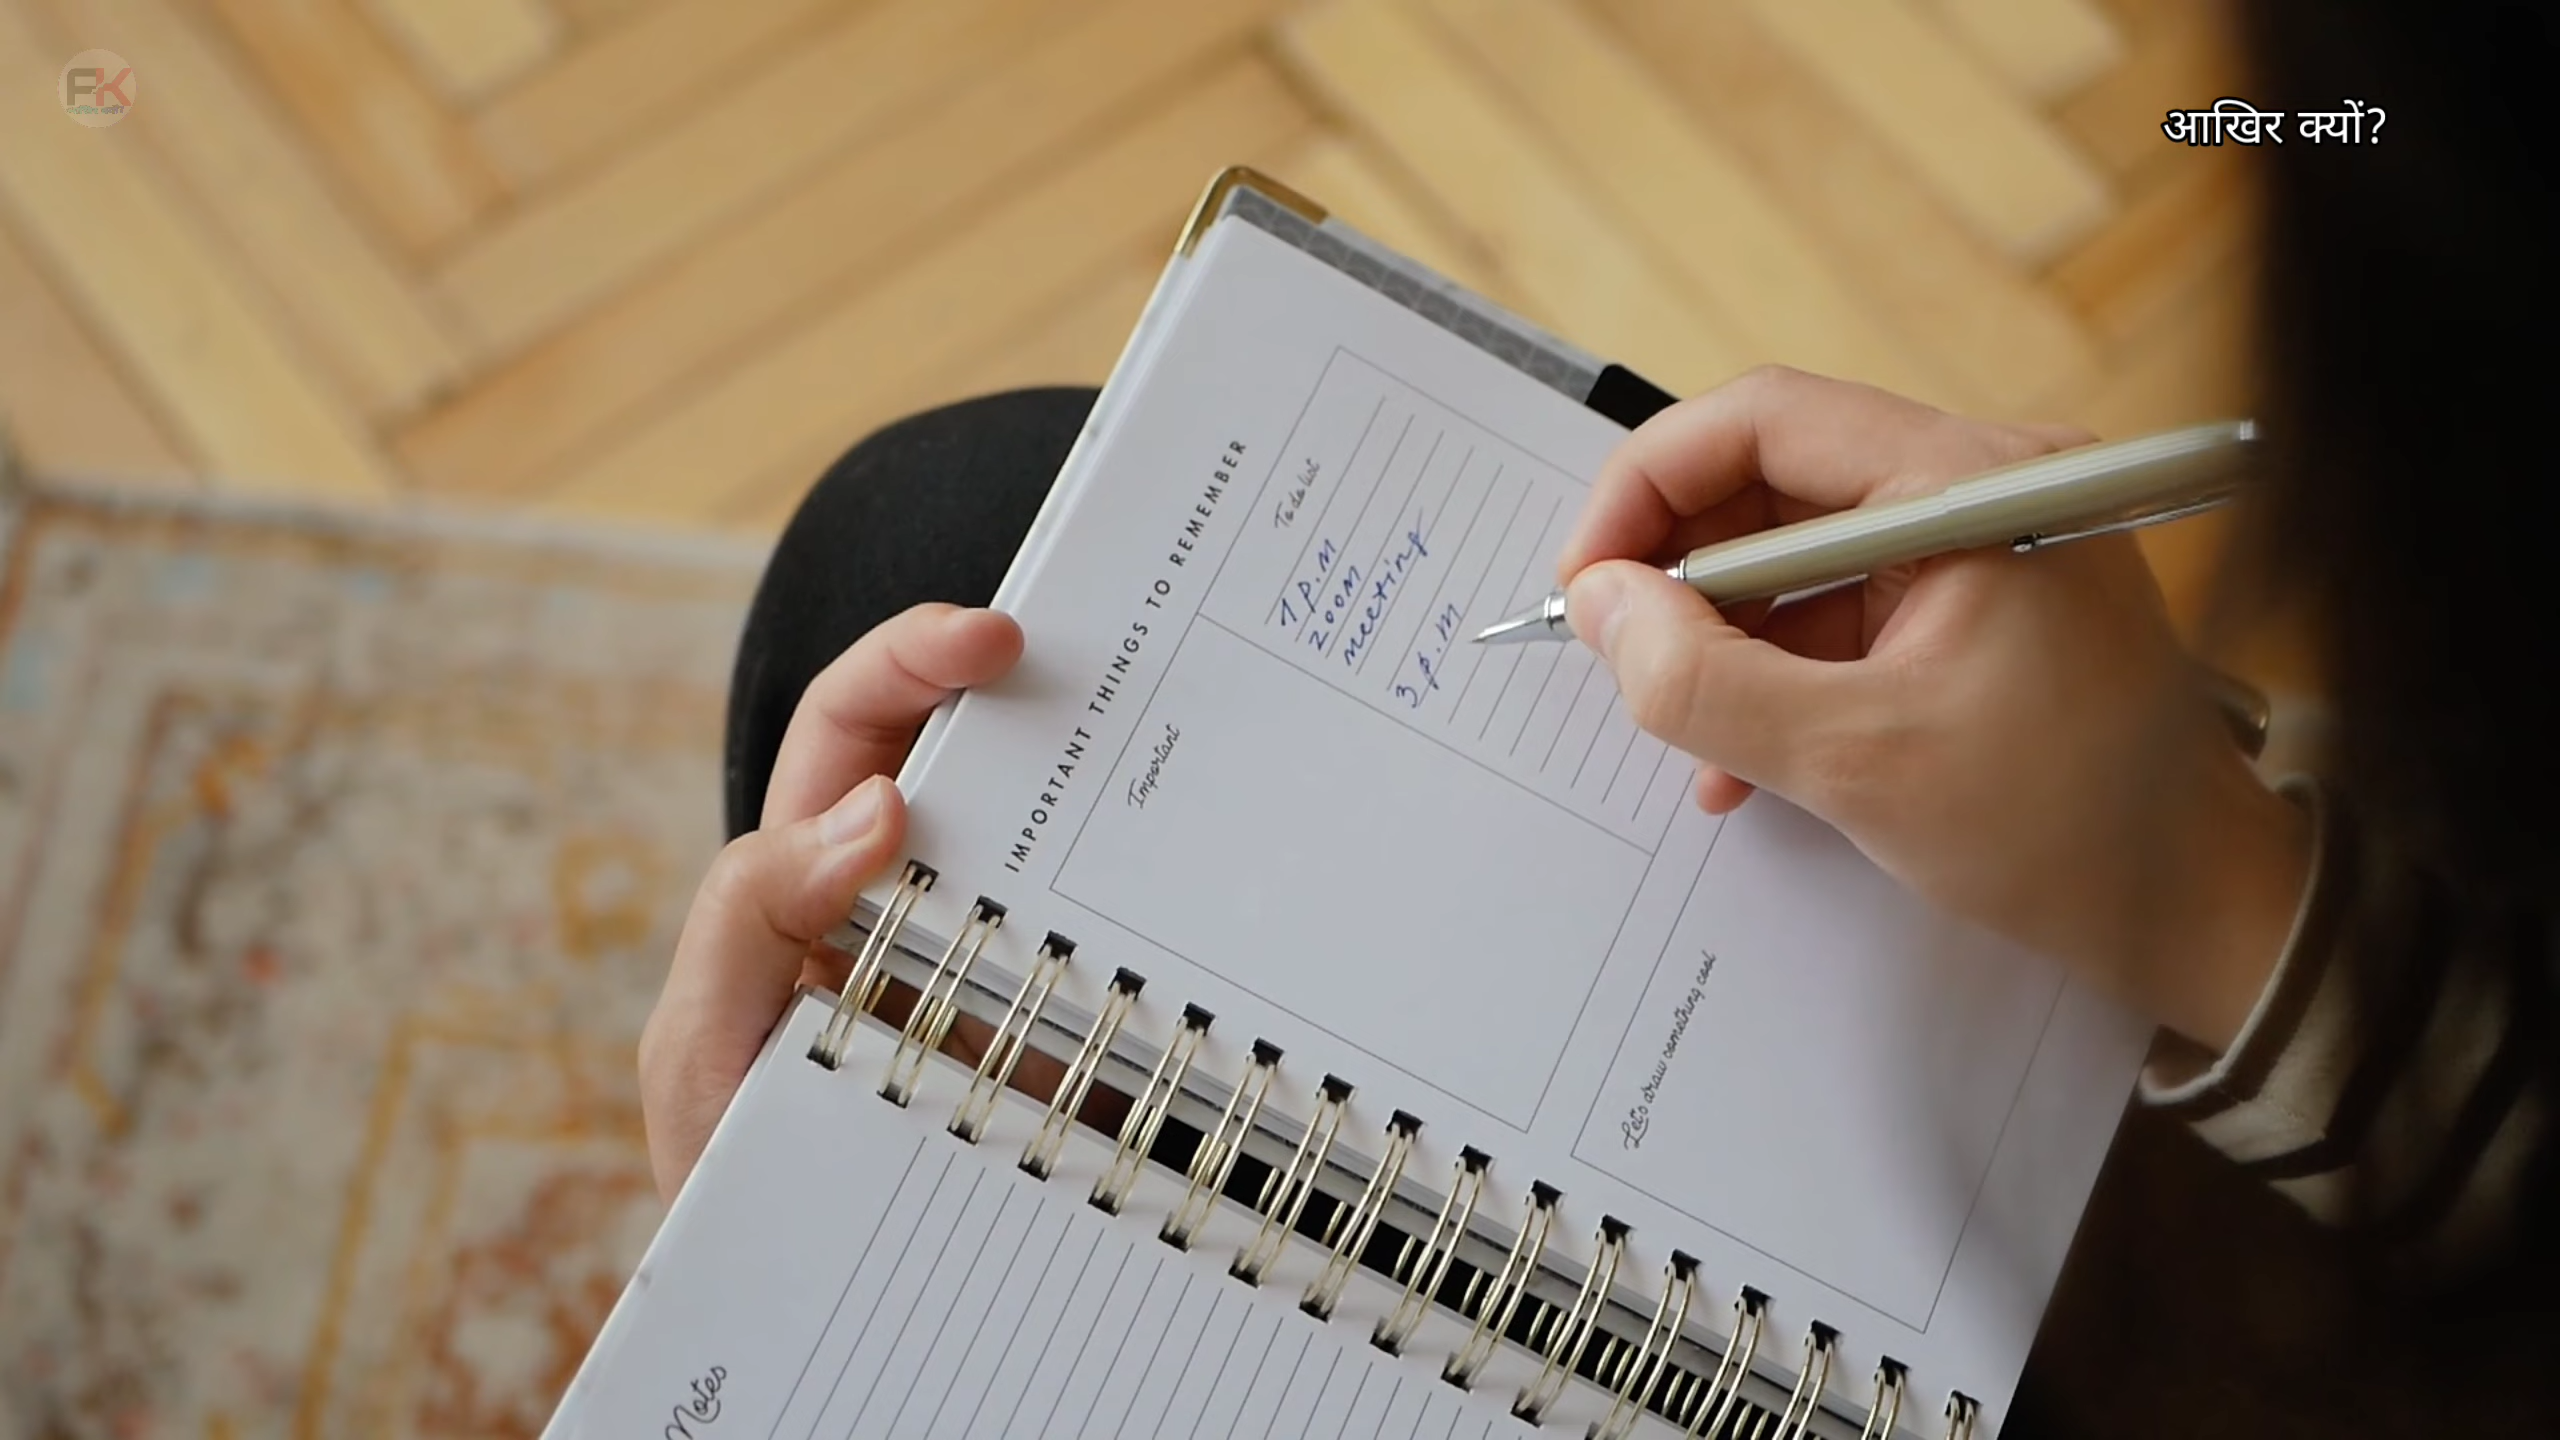 आखिर क्यों?
IMPORTANT THINGS TO REMEMBER
To do list
1 p.m
zoom
meeting
3 p.m
Important
Let's draw something cool
Notes